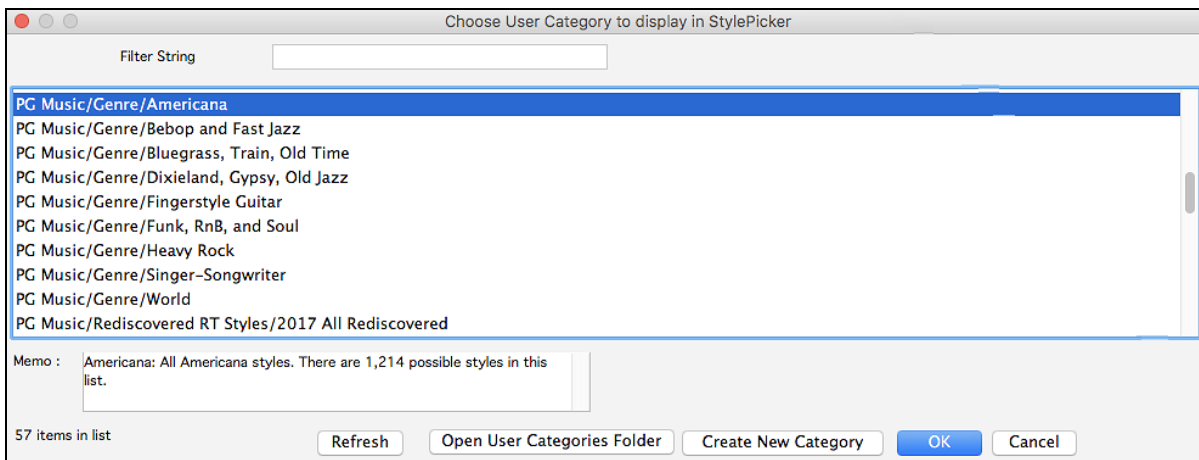 Choose User Category to display in StylePicker
Filter String
PG Music/Genre/Americana
PG Music/Genre/Bebop and Fast Jazz
PG Music/Genre/Bluegrass, Train, Old Time
PG Music/Genre/Dixieland, Gypsy, Old Jazz
PG Music/Genre/Fingerstyle Guitar
PG Music/Genre/Funk, RnB, and Soul
PG Music/Genre/Heavy Rock
PG Music/Genre/Singer-Songwriter
PG Music/Genre/World
PG Music/Rediscovered RT Styles/2017 All Rediscovered
Memo : Americana: All Americana styles. There are 1,214 possible styles in this
list.
57 items in list Refresh Open User Categories Folder Create New Category OK Cancel